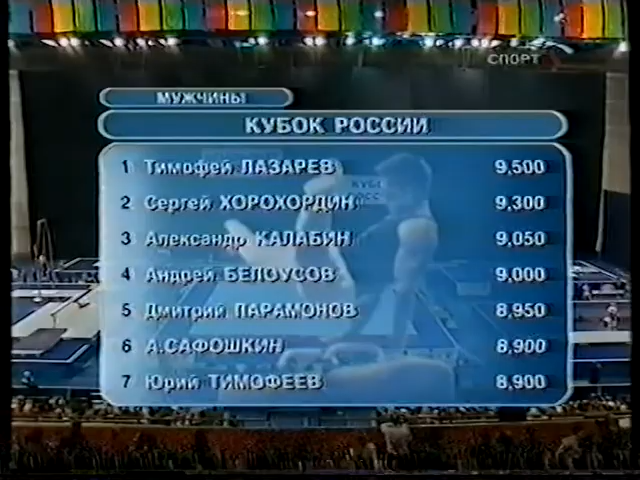 СПОРТ
МУЖЧИНЫ
КУБОК РОССИИ
1 Тимофей ЛАЗАРЕВ 9,500
2 Сергей ХОРОХОРДИН 9,300
3 Александр КАЛАБИН 9,050
4 Андрей БЕЛОУСОВ 9,000
5 Дмитрий ПАРАМОНОВ 8,950
6 А.САФОШКИН 8,900
7 Юрий ТИМОФЕЕВ 8,900